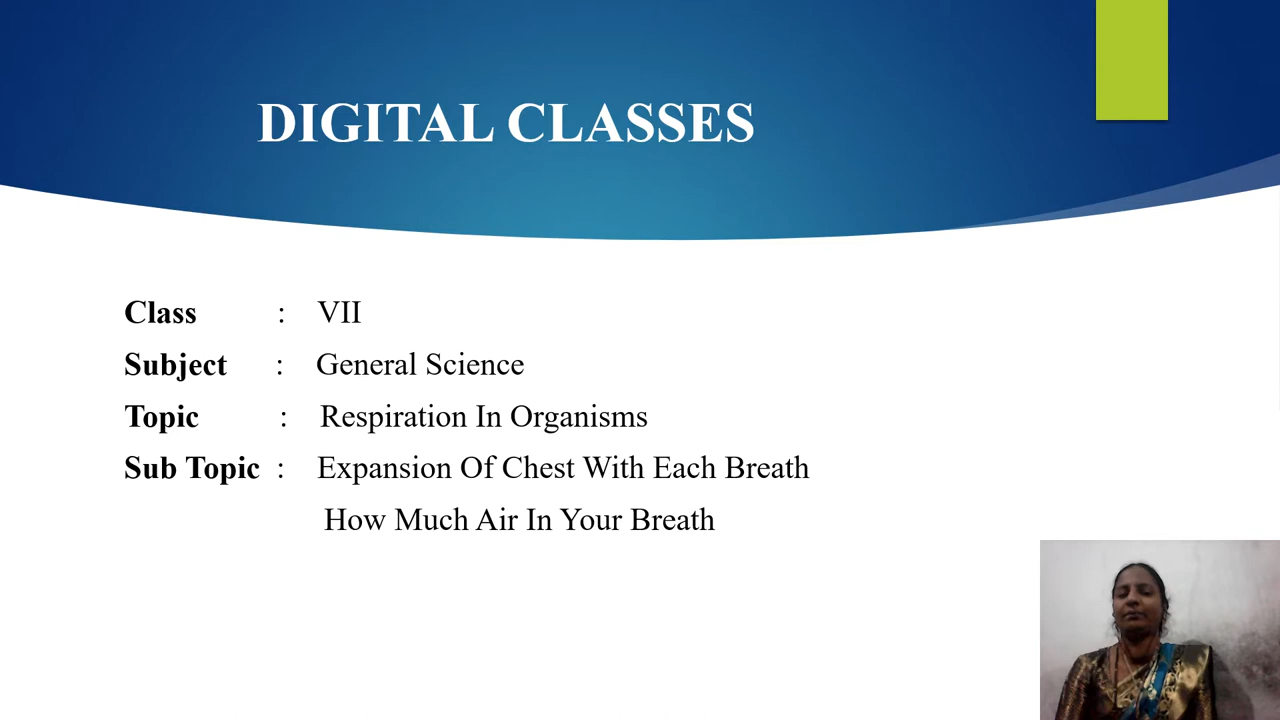 DIGITAL CLASSES
Class : VII
Subject : General Science
Topic : Respiration In Organisms
Sub Topic : Expansion Of Chest With Each Breath
How Much Air In Your Breath